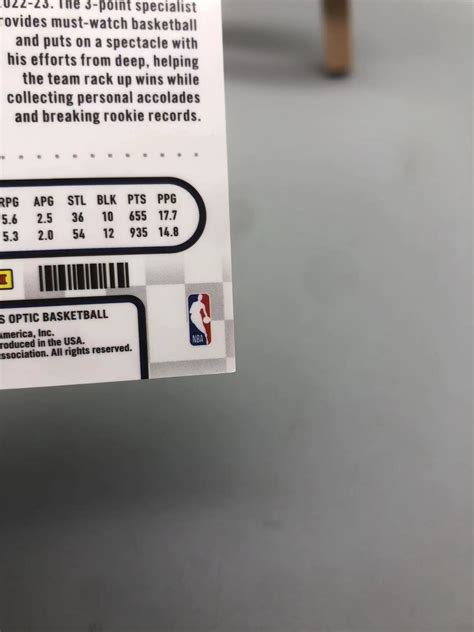 2022-23. The 3-point specialist
rovides must-watch basketball
and puts on a spectacle with
his efforts from deep, helping
the team rack up wins while
collecting personal accolades
and breaking rookie records.
RPG APG STL BLK PTS PPG
5.6 2.5 36 10 655 17.7
5.3 2.0 54 12 935 14.8
S OPTIC BASKETBALL
America, Inc.
roduced in the USA.
ssociation. All rights reserved.
NBA